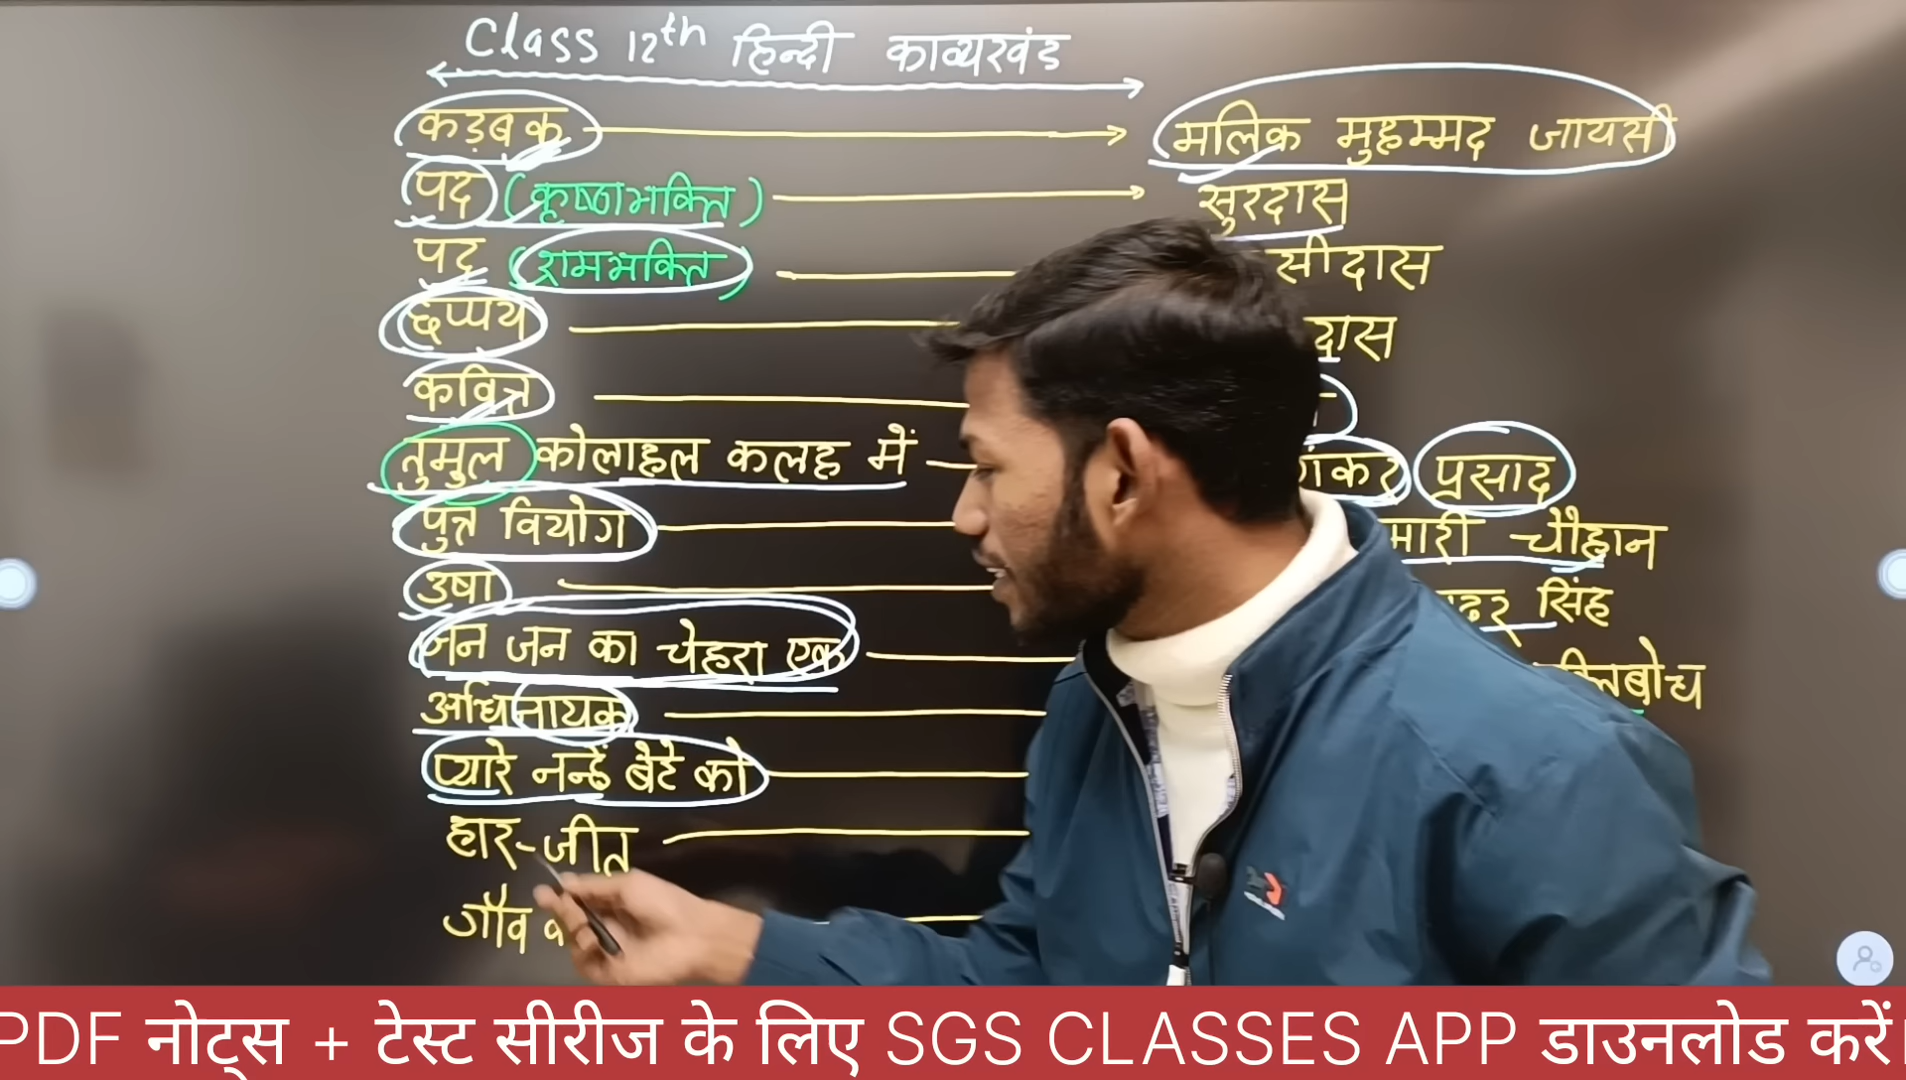 Class 12th हिन्दी काव्यखंड
कड़बक मलिक मुहम्मद जायसी
पद (कृष्णभक्ति) सुरदास
पद (रामभक्ति) सीदास
छप्पय दास
कवित्त
तुमुल कोलाहल कलह में शंकर प्रसाद
पुत्र वियोग मारी चौहान
उषा सिंह
जन जन का चेहरा एक
अधिनायक
प्यारे नन्हें बेटे को
हार-जीत
गाँव
PDF नोट्स + टेस्ट सीरीज के लिए SGS CLASSES APP डाउनलोड करें।